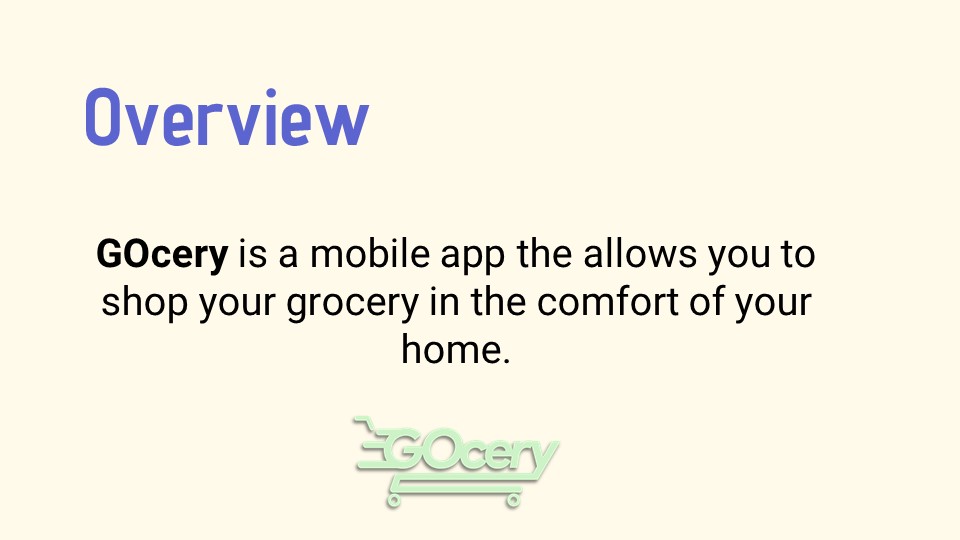 Overview
GOcery is a mobile app the allows you to
shop your grocery in the comfort of your
home.
GOcery